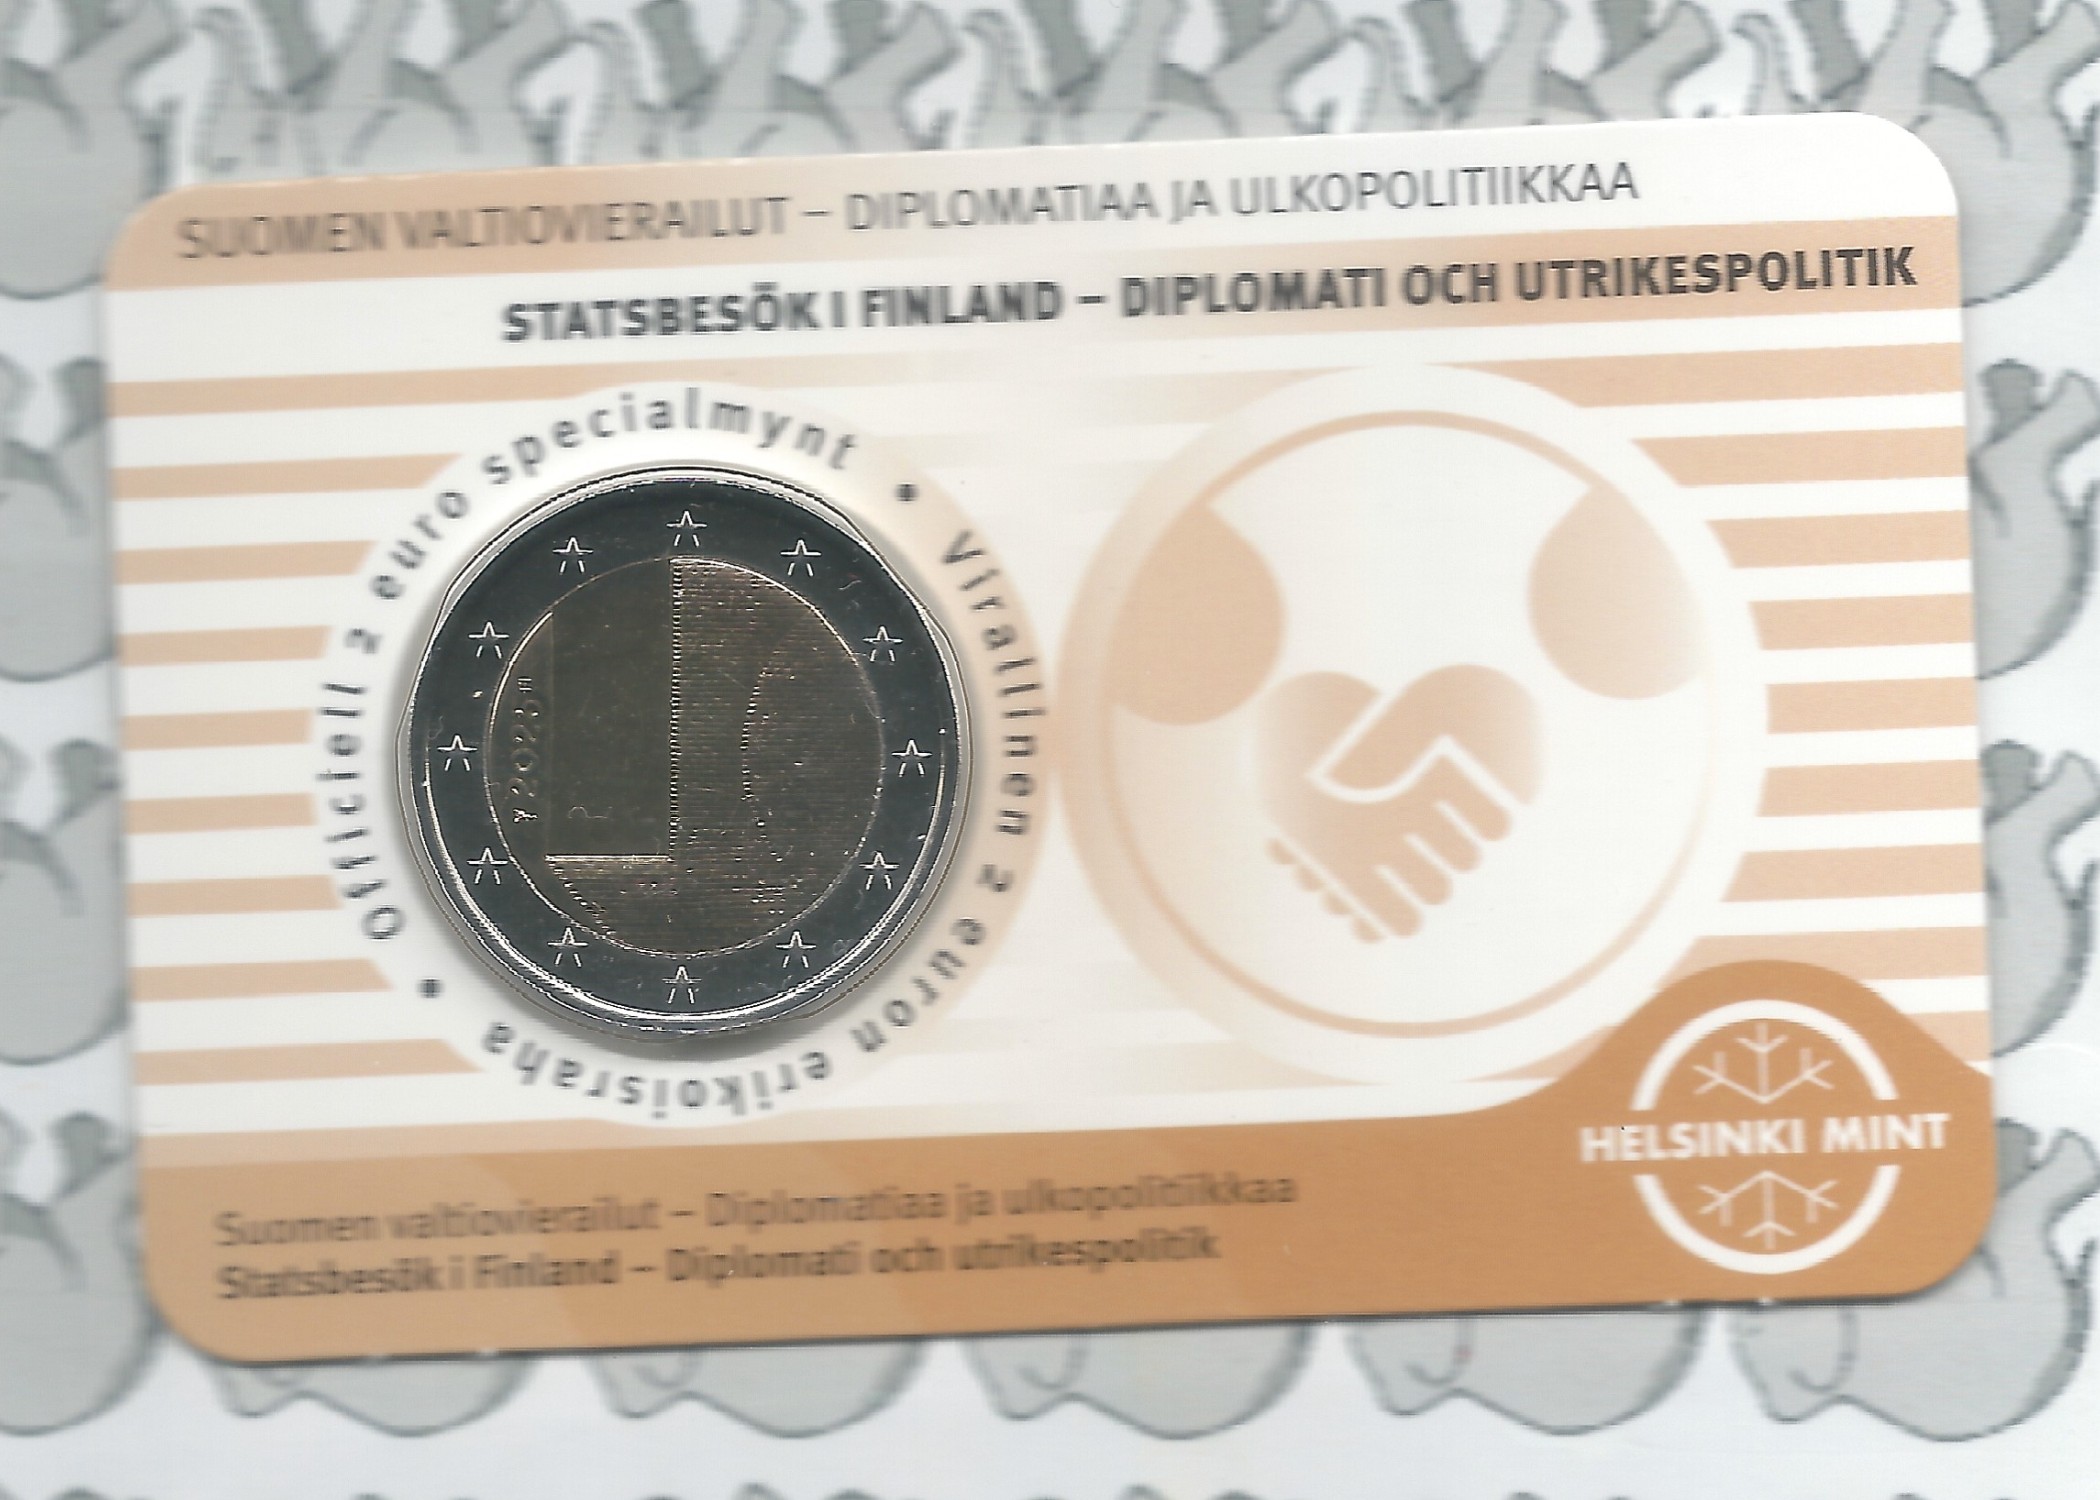 SUOMEN VALTIOVIERAILUT – DIPLOMATIAA JA ULKOPOLITIIKKAA
STATSBESÖK I FINLAND – DIPLOMATI OCH UTRIKESPOLITIK
Officiell 2 euro specialmynt • Virallinen 2 euron erikoisraha •
2023
FI
HELSINKI MINT
Suomen valtiovierailut – Diplomatiaa ja ulkopolitiikkaa
Statsbesök i Finland – Diplomati och utrikespolitik